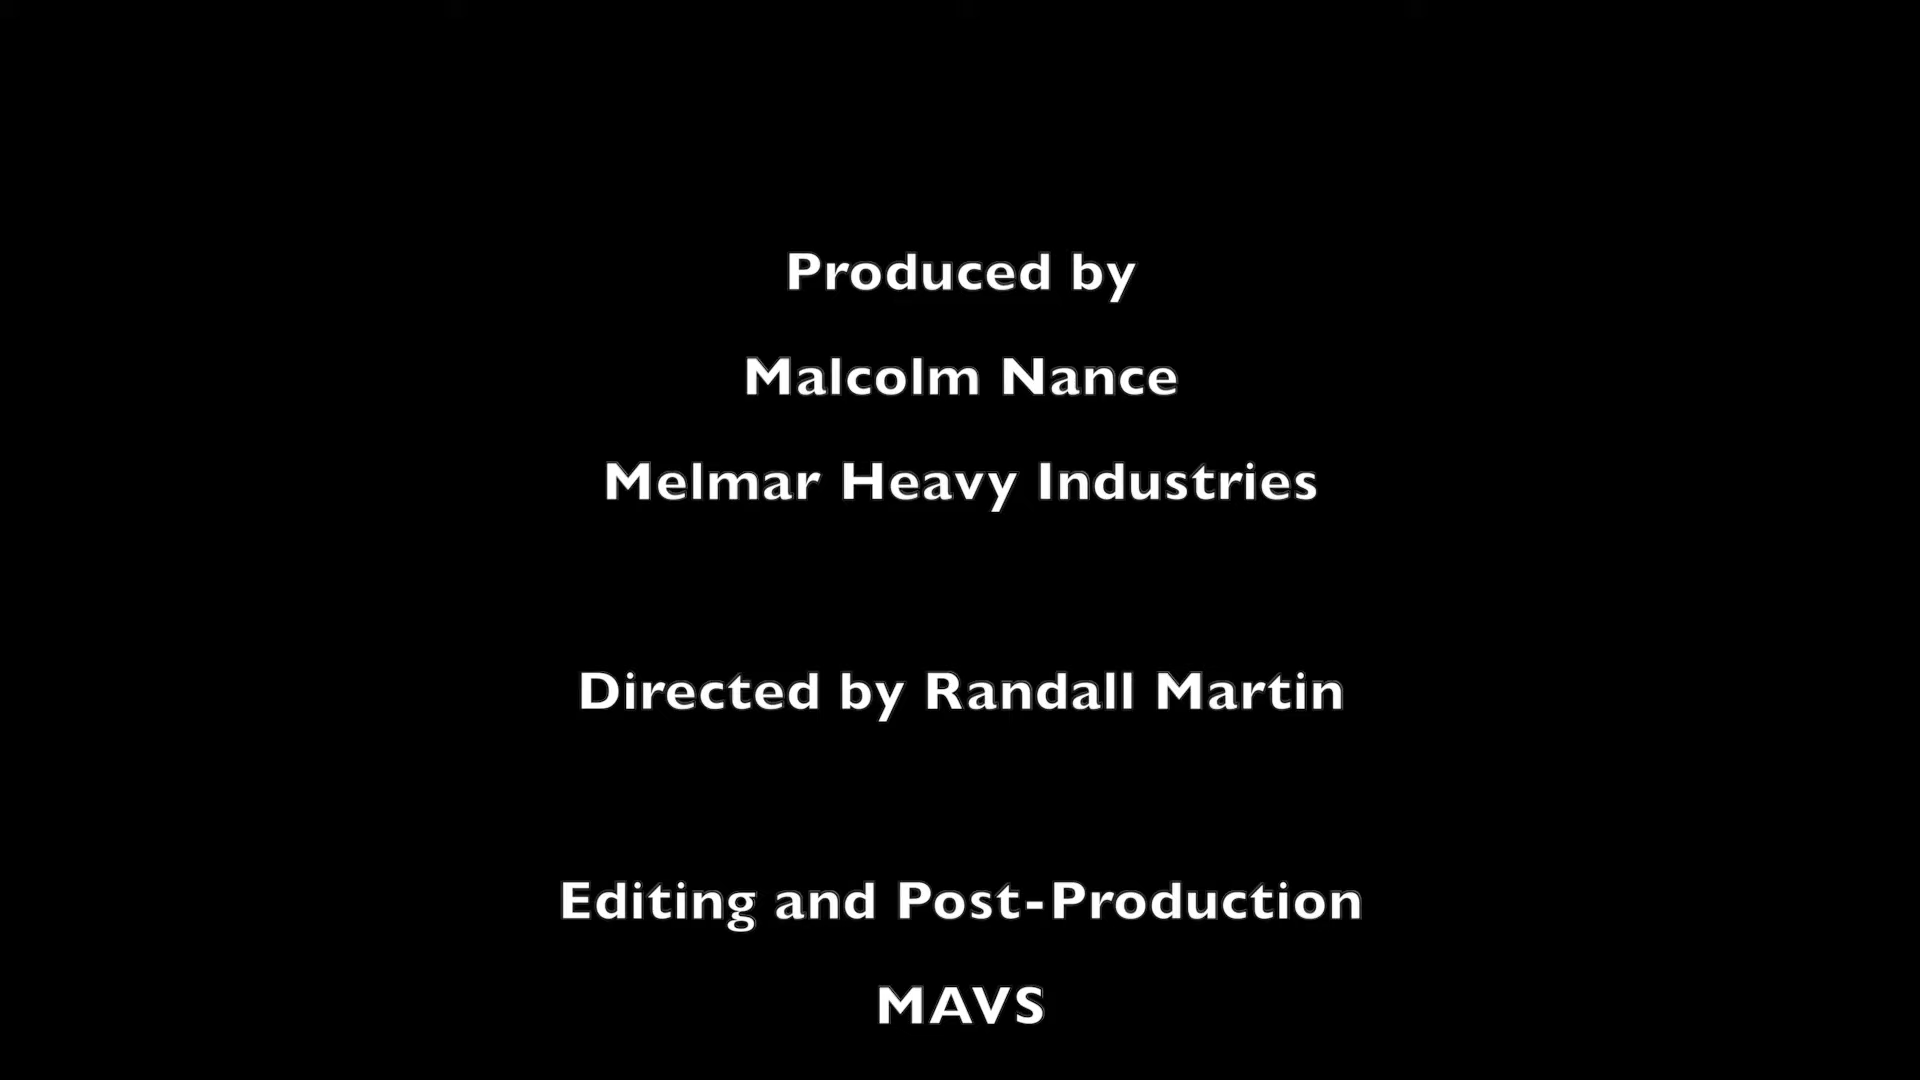 Produced by
Malcolm Nance
Melmar Heavy Industries
Directed by Randall Martin
Editing and Post-Production
MAVS